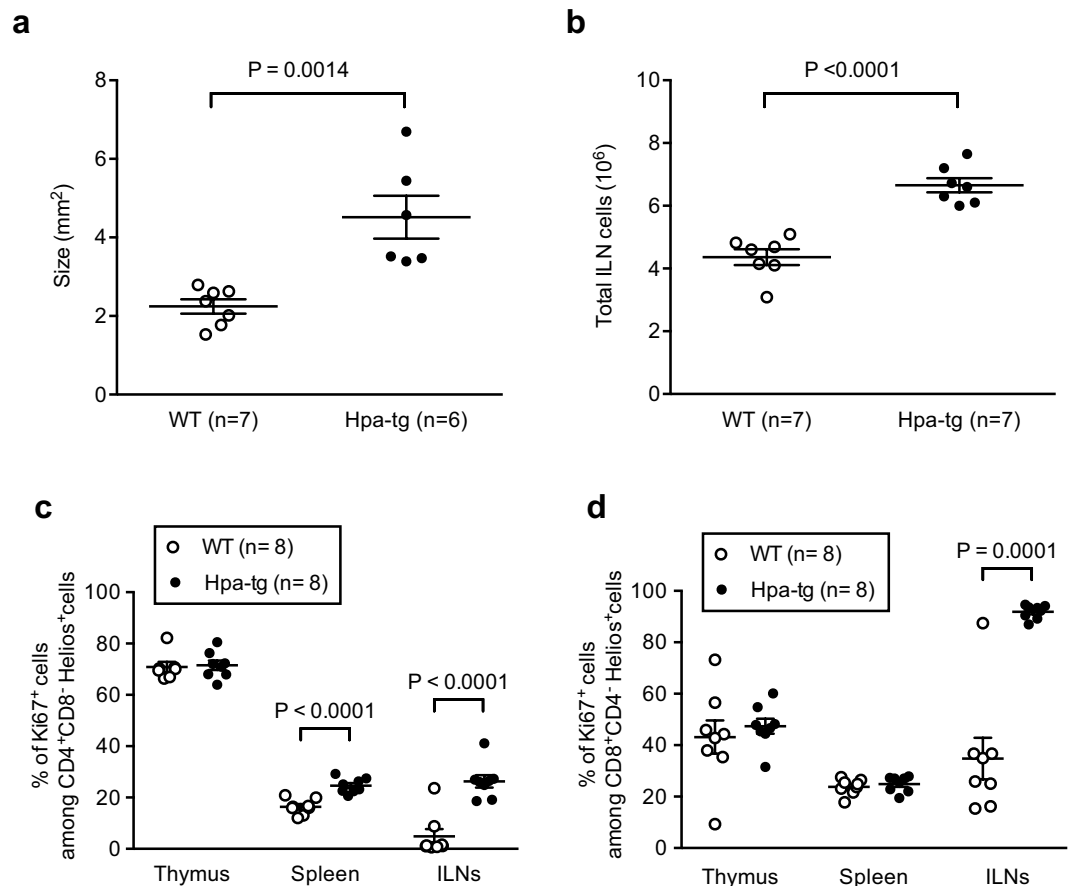 a
P = 0.0014
Size (mm²)
8
6
4
2
0
WT (n=7)
Hpa-tg (n=6)
b
P <0.0001
Total ILN cells (10⁶)
10
8
6
4
2
0
WT (n=7)
Hpa-tg (n=7)
c
WT (n= 8)
Hpa-tg (n= 8)
% of Ki67⁺ cells
among CD4⁺CD8⁻ Helios⁺cells
100
80
60
40
20
0
P < 0.0001
P < 0.0001
Thymus
Spleen
ILNs
d
WT (n= 8)
Hpa-tg (n= 8)
% of Ki67⁺ cells
among CD8⁺CD4⁻ Helios⁺cells
100
80
60
40
20
0
P = 0.0001
Thymus
Spleen
ILNs